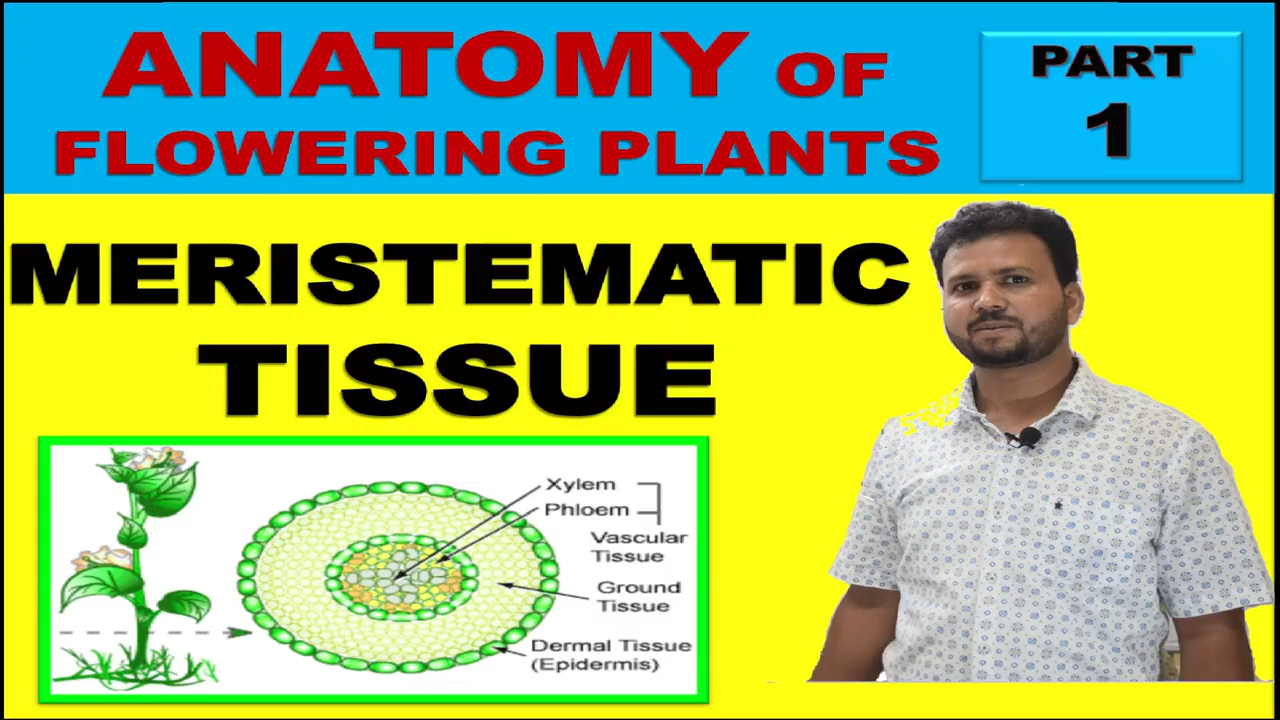 ANATOMY OF
FLOWERING PLANTS
PART
1
MERISTEMATIC
TISSUE
Xylem
Phloem
Vascular
Tissue
Ground
Tissue
Dermal Tissue
(Epidermis)